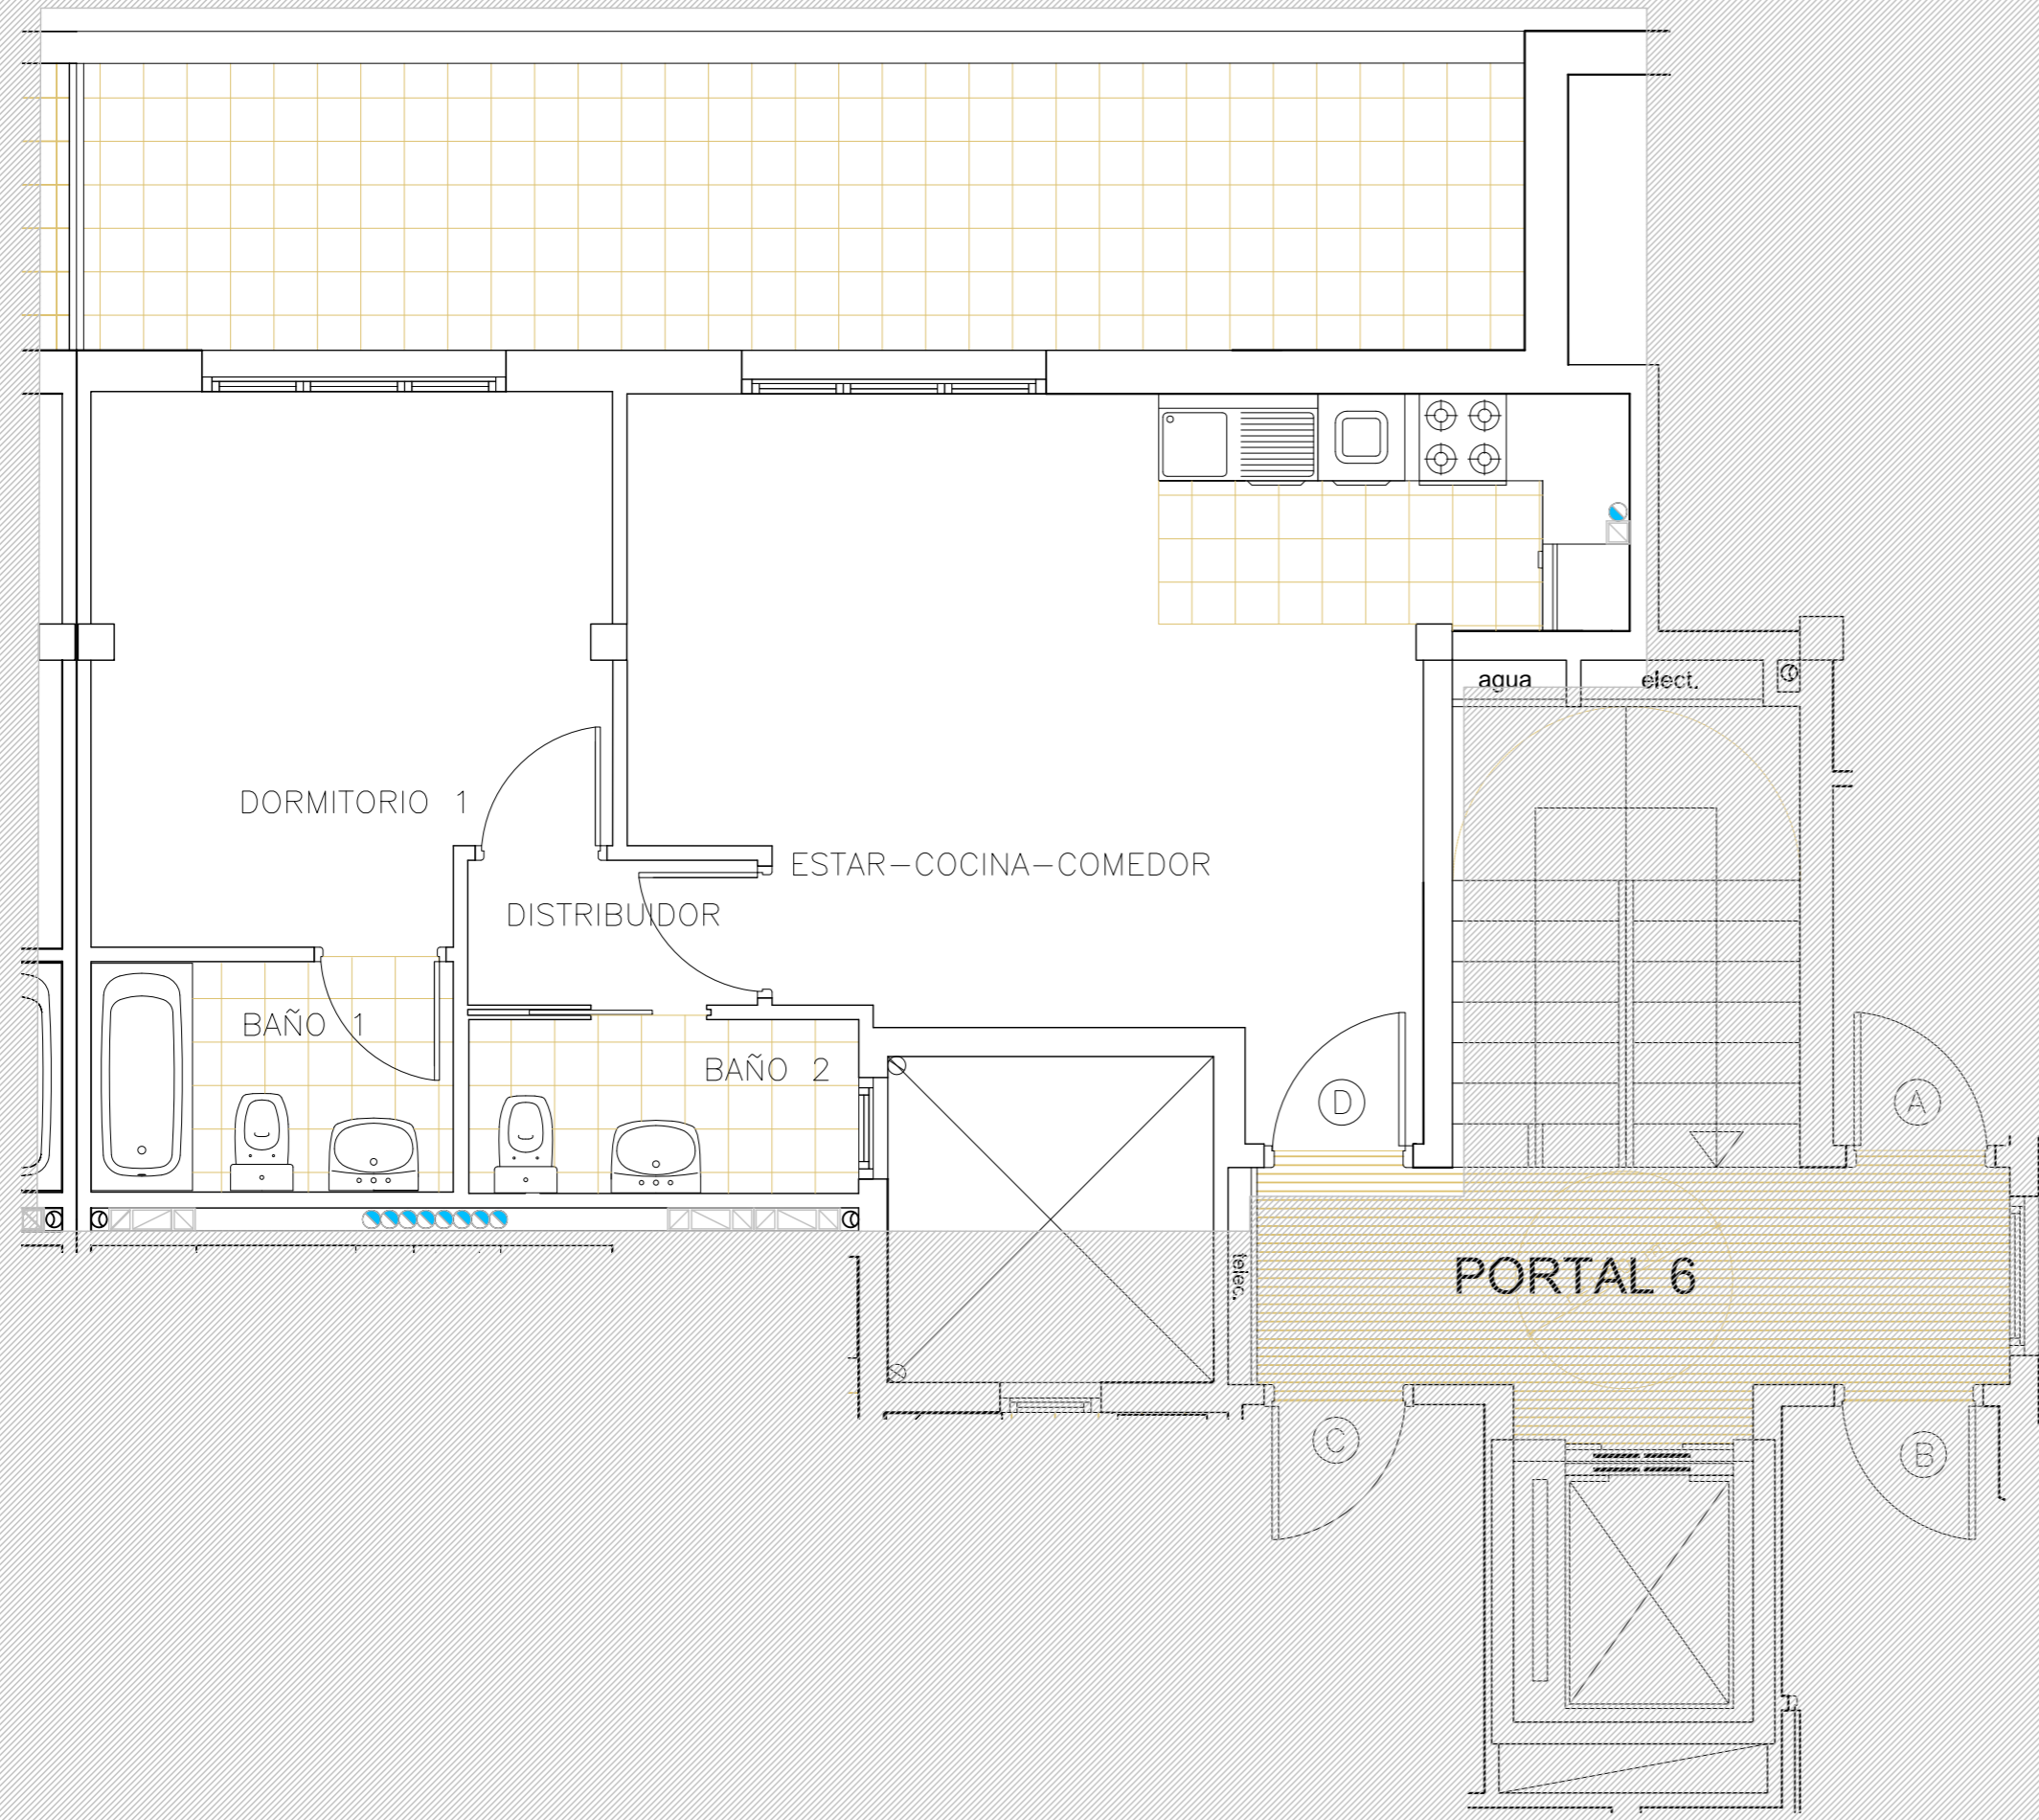 agua
elect.
DORMITORIO 1
ESTAR-COCINA-COMEDOR
DISTRIBUIDOR
BAÑO 1
BAÑO 2
D
A
telec.
PORTAL 6
C
B